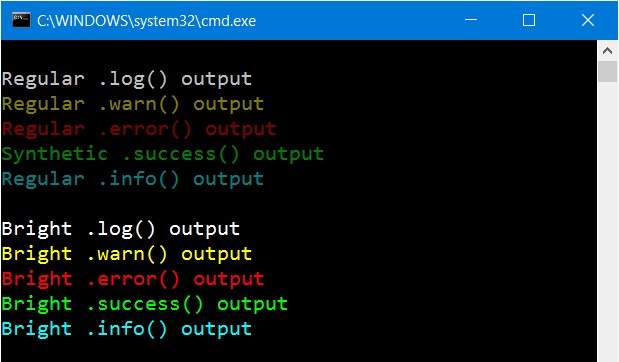 C:\WINDOWS\system32\cmd.exe
Regular .log() output
Regular .warn() output
Regular .error() output
Synthetic .success() output
Regular .info() output
Bright .log() output
Bright .warn() output
Bright .error() output
Bright .success() output
Bright .info() output